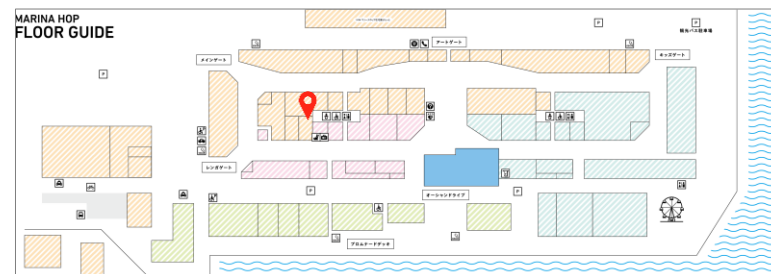 MARINA HOP
FLOOR GUIDE
P
P
観光バス駐車場
アートゲート
キッズゲート
メインゲート
P
レンガゲート
P
オーシャンドライブ
P
プロムナードデッキ